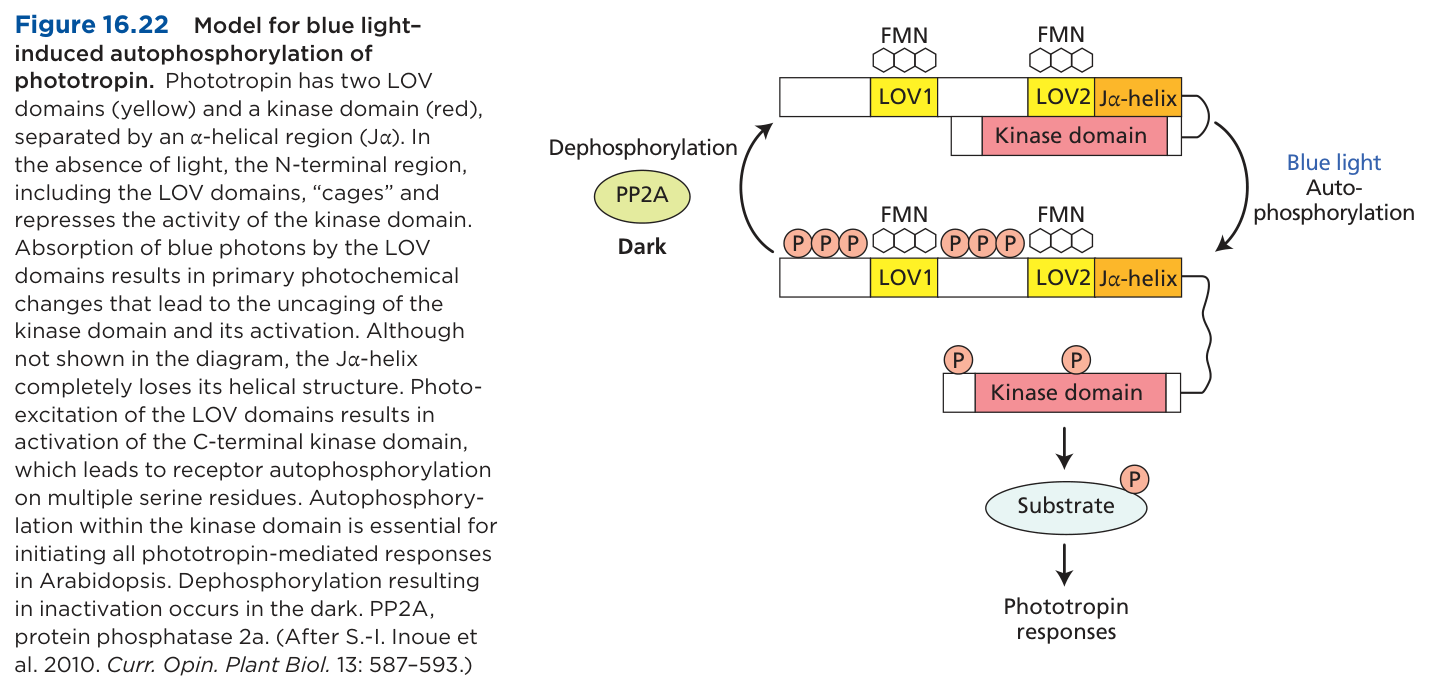 Figure 16.22 Model for blue light–
induced autophosphorylation of
phototropin. Phototropin has two LOV
domains (yellow) and a kinase domain (red),
separated by an α-helical region (Jα). In
the absence of light, the N-terminal region,
including the LOV domains, “cages” and
represses the activity of the kinase domain.
Absorption of blue photons by the LOV
domains results in primary photochemical
changes that lead to the uncaging of the
kinase domain and its activation. Although
not shown in the diagram, the Jα-helix
completely loses its helical structure. Photo-
excitation of the LOV domains results in
activation of the C-terminal kinase domain,
which leads to receptor autophosphorylation
on multiple serine residues. Autophosphory-
lation within the kinase domain is essential for
initiating all phototropin-mediated responses
in Arabidopsis. Dephosphorylation resulting
in inactivation occurs in the dark. PP2A,
protein phosphatase 2a. (After S.-I. Inoue et
al. 2010. Curr. Opin. Plant Biol. 13: 587–593.)
FMN FMN
LOV1 LOV2 Jα-helix
Kinase domain
Dephosphorylation
PP2A
Dark
Blue light
Auto-
phosphorylation
FMN FMN
P P P P P P
LOV1 LOV2 Jα-helix
P P
Kinase domain
P
Substrate
Phototropin
responses